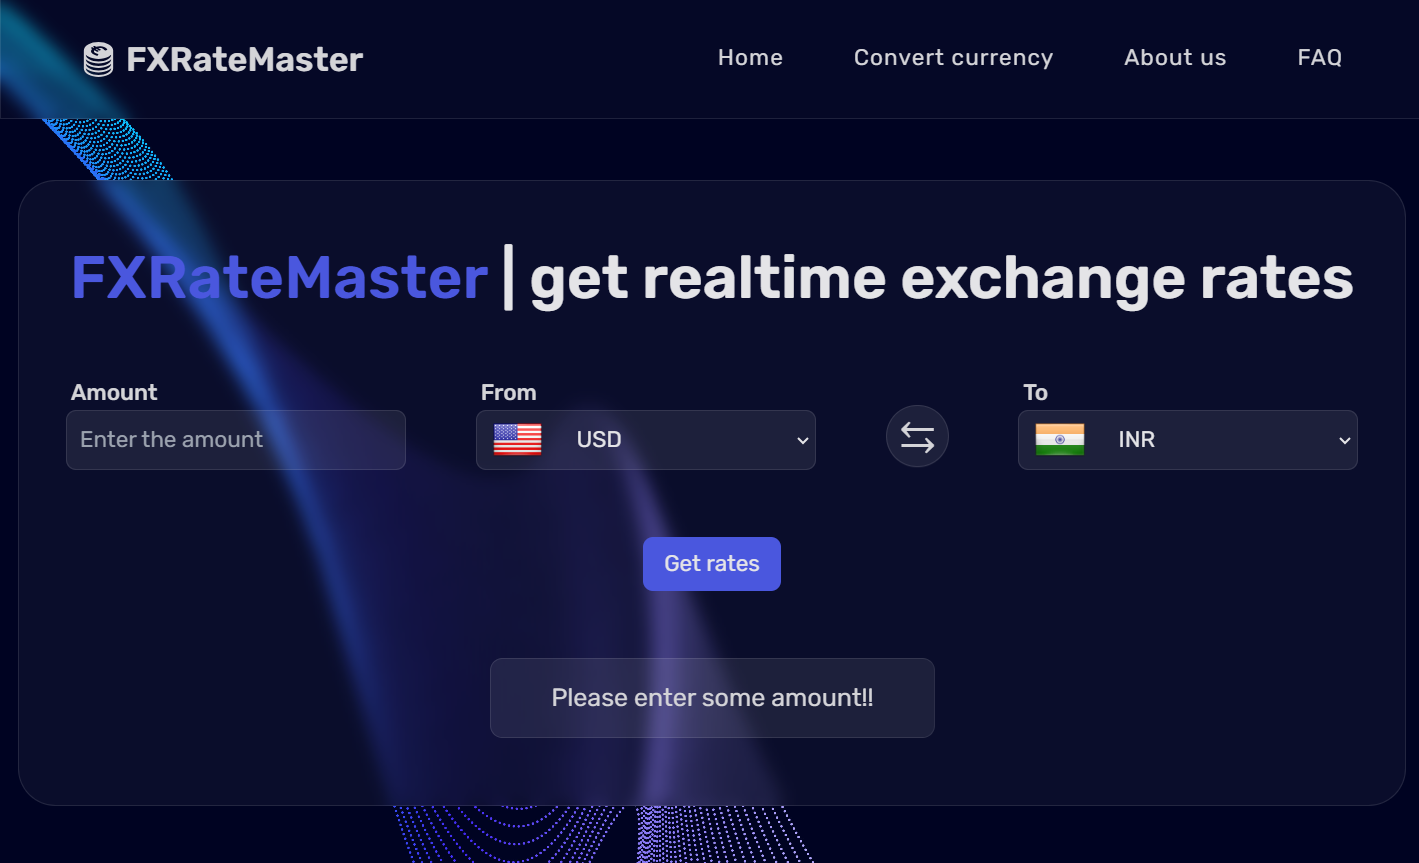 FXRateMaster
Home Convert currency About us FAQ
FXRateMaster | get realtime exchange rates
Amount From To
Enter the amount USD INR
Get rates
Please enter some amount!!